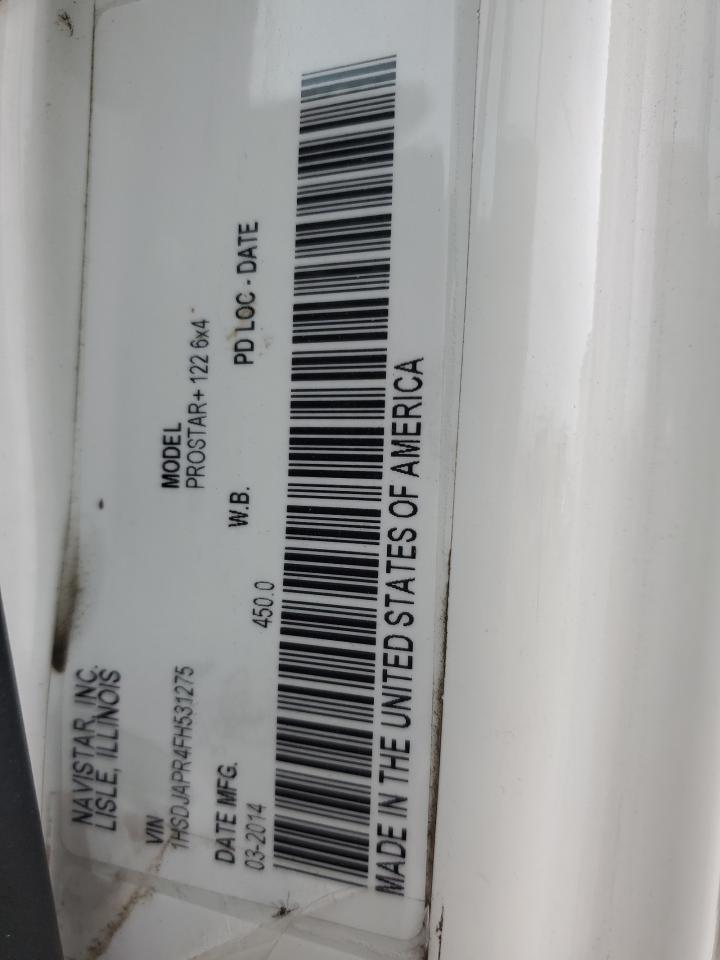 NAVISTAR, INC.
LISLE, ILLINOIS
VIN MODEL
1HSDJAPR4FH531275 PROSTAR+ 122 6x4
DATE MFG. W.B. PD LOC - DATE
03-2014 450.0
MADE IN THE UNITED STATES OF AMERICA